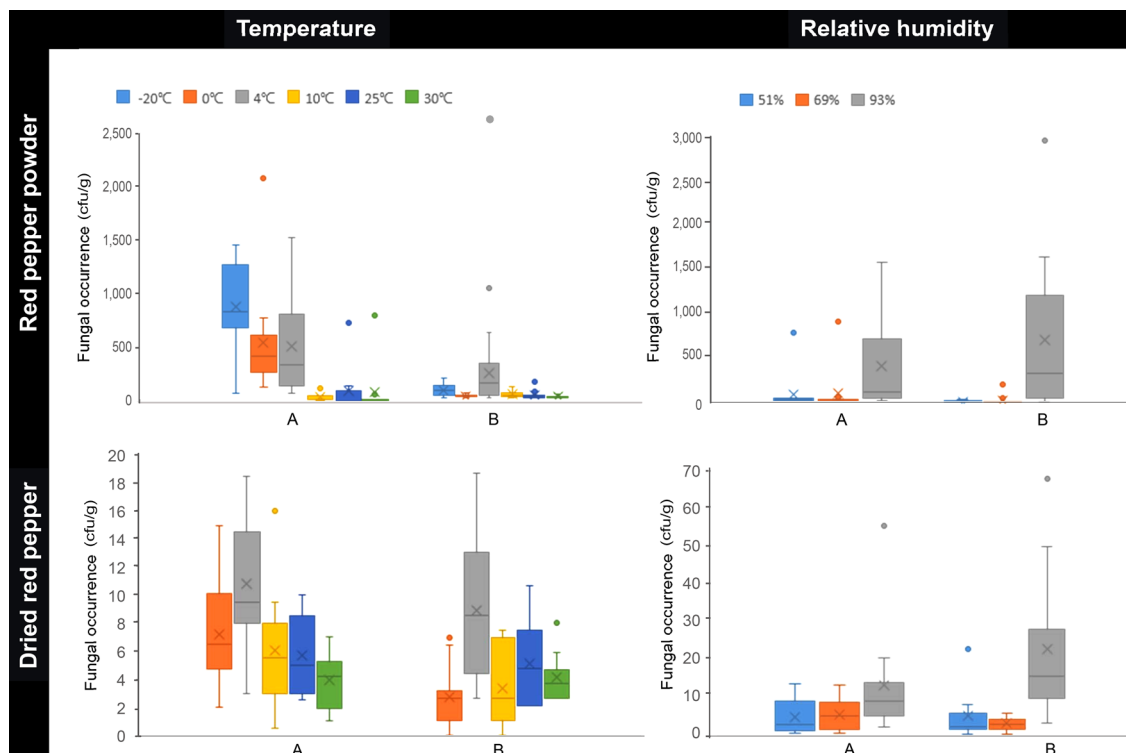 Temperature
Relative humidity
Red pepper powder
-20℃ 0℃ 4℃ 10℃ 25℃ 30℃
Fungal occurrence (cfu/g)
2,500
2,000
1,500
1,000
500
0
A B
51% 69% 93%
Fungal occurrence (cfu/g)
3,000
2,500
2,000
1,500
1,000
500
0
A B
Dried red pepper
Fungal occurrence (cfu/g)
20
18
16
14
12
10
8
6
4
2
0
A B
Fungal occurrence (cfu/g)
70
60
50
40
30
20
10
0
A B